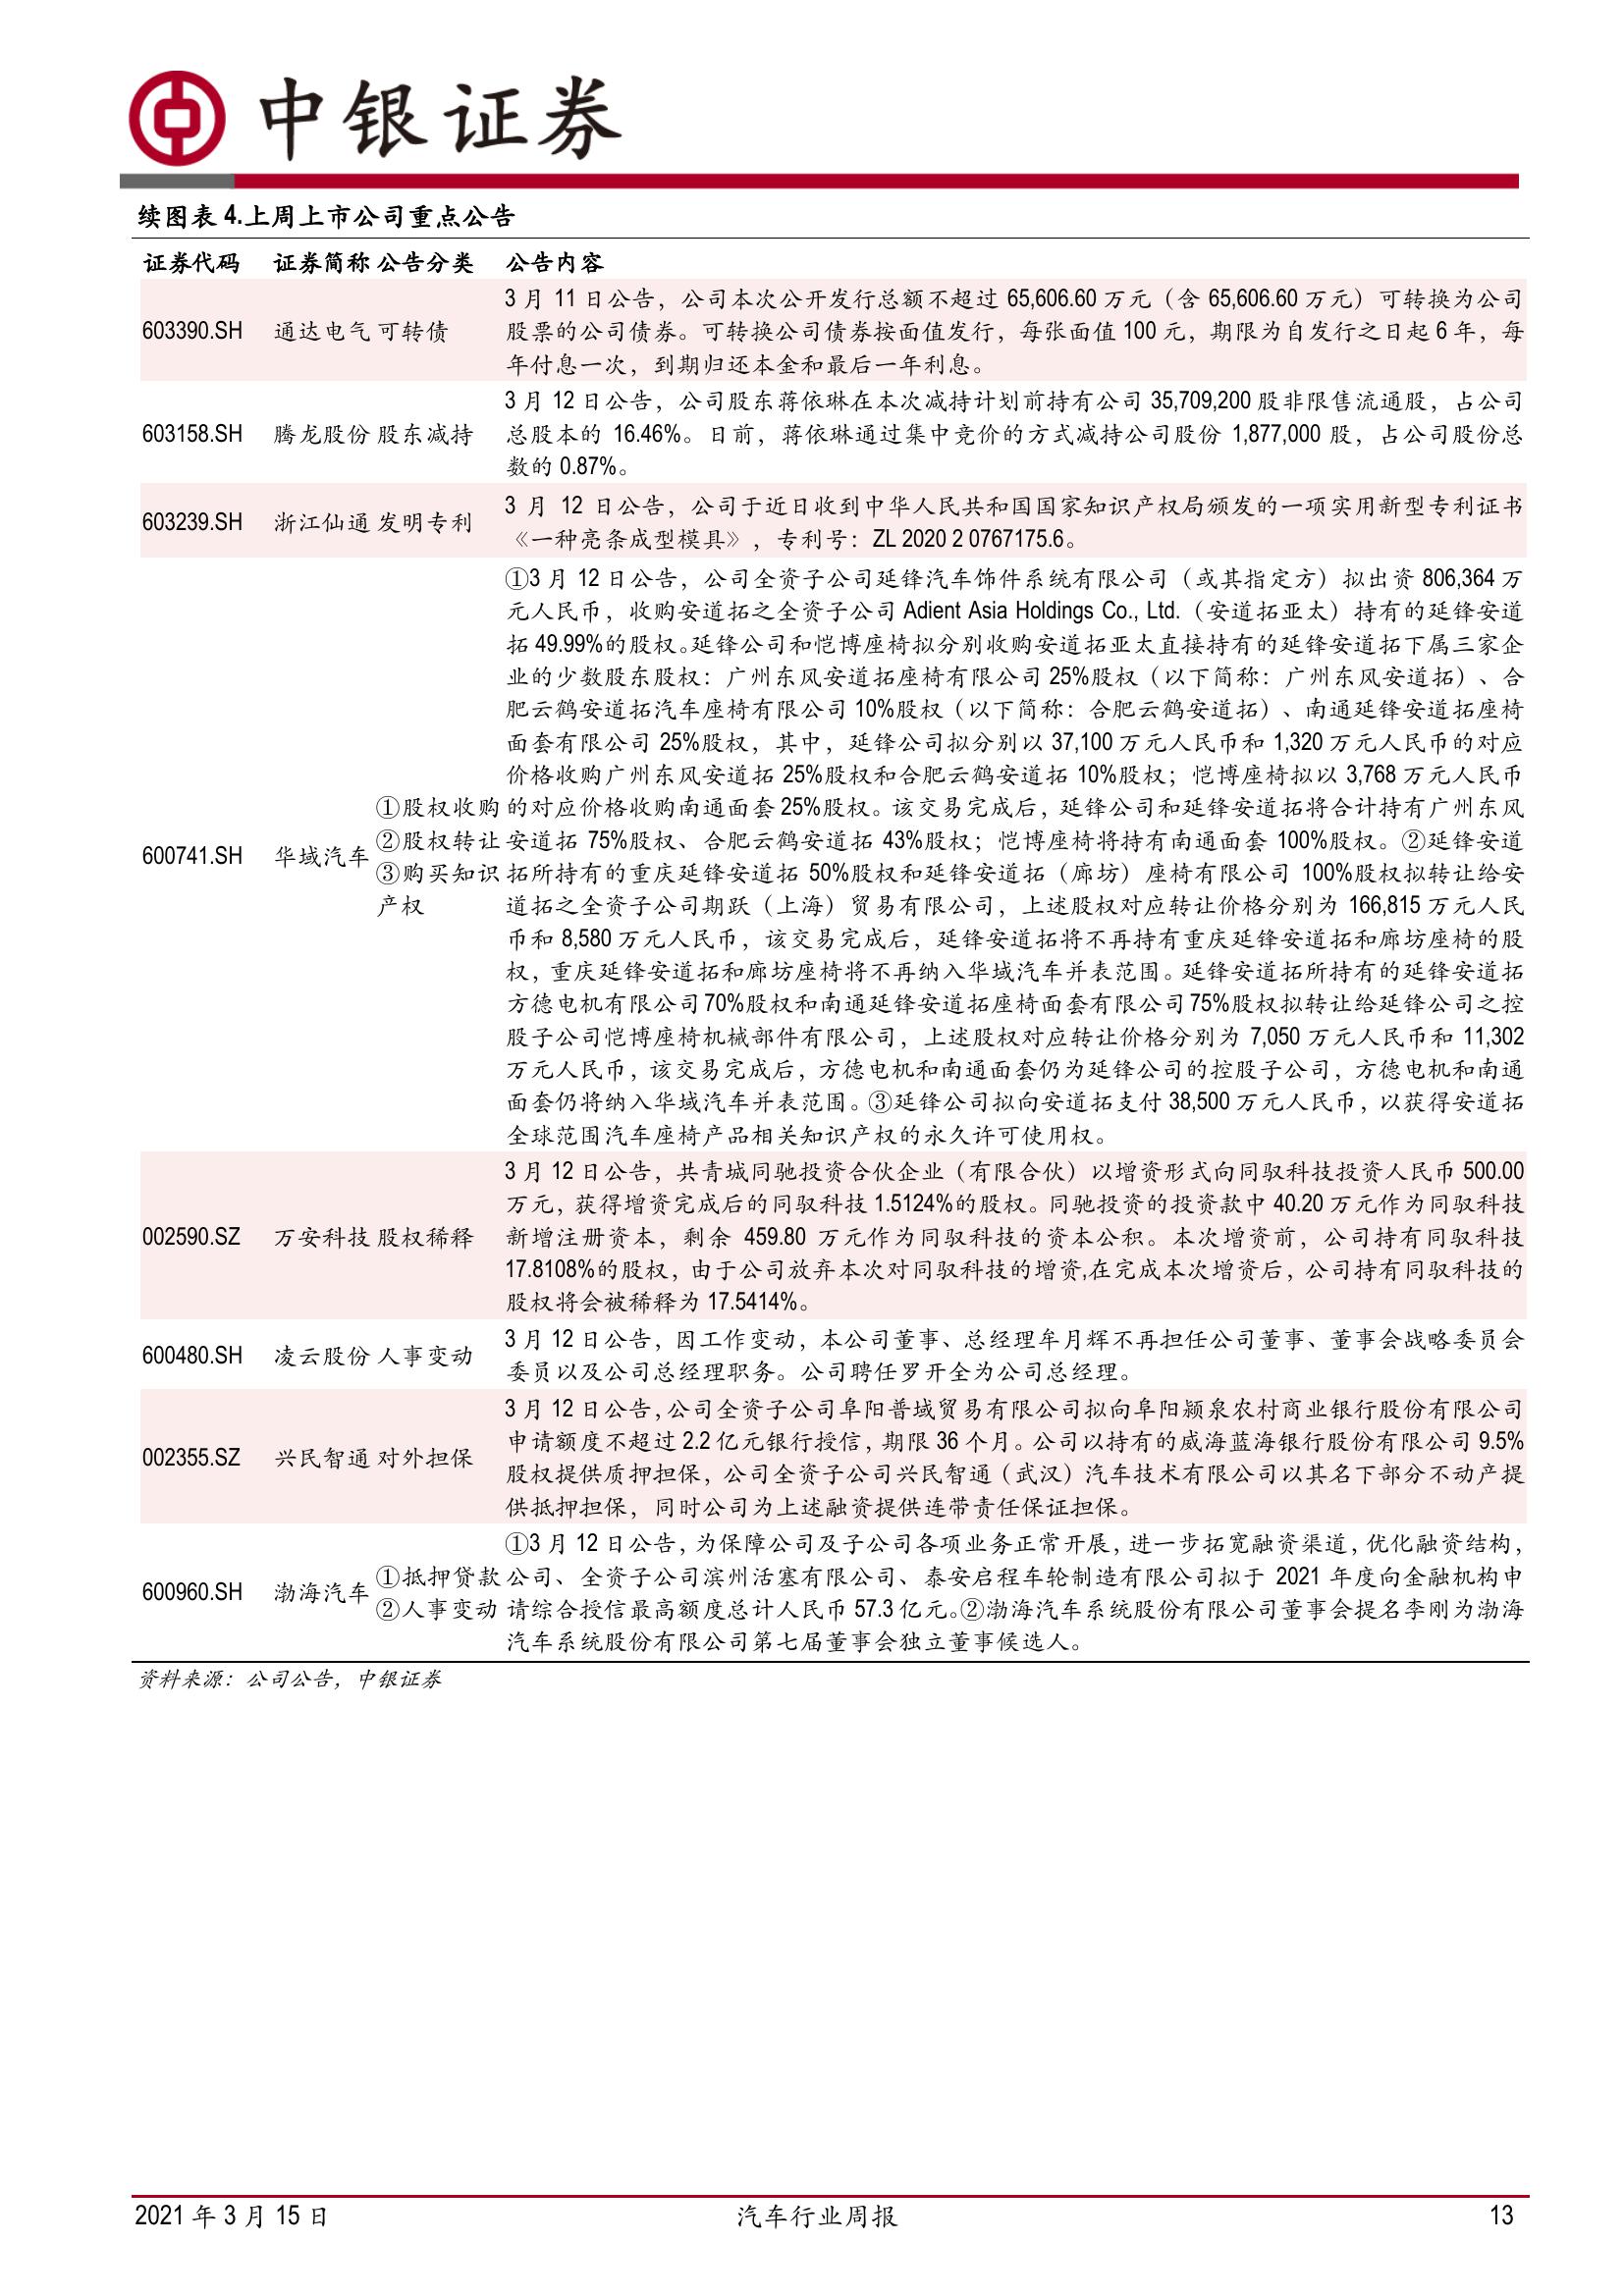 中银证券
续图表 4.上周上市公司重点公告
证券代码 证券简称 公告分类 公告内容
603390.SH 通达电气 可转债
3 月 11 日公告，公司本次公开发行总额不超过 65,606.60 万元（含 65,606.60 万元）可转换为公司
股票的公司债券。可转换公司债券按面值发行，每张面值 100 元，期限为自发行之日起 6 年，每
年付息一次，到期归还本金和最后一年利息。
603158.SH 腾龙股份 股东减持
3 月 12 日公告，公司股东蒋依琳在本次减持计划前持有公司 35,709,200 股非限售流通股，占公司
总股本的 16.46%。日前，蒋依琳通过集中竞价的方式减持公司股份 1,877,000 股，占公司股份总
数的 0.87%。
603239.SH 浙江仙通 发明专利
3 月 12 日公告，公司于近日收到中华人民共和国国家知识产权局颁发的一项实用新型专利证书
《一种亮条成型模具》，专利号：ZL 2020 2 0767175.6。
600741.SH 华域汽车
①股权收购
②股权转让
③购买知识
产权
①3 月 12 日公告，公司全资子公司延锋汽车饰件系统有限公司（或其指定方）拟出资 806,364 万
元人民币，收购安道拓之全资子公司 Adient Asia Holdings Co., Ltd.（安道拓亚太）持有的延锋安道
拓 49.99%的股权。延锋公司和恺博座椅拟分别收购安道拓亚太直接持有的延锋安道拓下属三家企
业的少数股东股权：广州东风安道拓座椅有限公司 25%股权（以下简称：广州东风安道拓）、合
肥云鹤安道拓汽车座椅有限公司 10%股权（以下简称：合肥云鹤安道拓）、南通延锋安道拓座椅
面套有限公司 25%股权，其中，延锋公司拟分别以 37,100 万元人民币和 1,320 万元人民币的对应
价格收购广州东风安道拓 25%股权和合肥云鹤安道拓 10%股权；恺博座椅拟以 3,768 万元人民币
的对应价格收购南通面套 25%股权。该交易完成后，延锋公司和延锋安道拓将合计持有广州东风
安道拓 75%股权、合肥云鹤安道拓 43%股权；恺博座椅将持有南通面套 100%股权。②延锋安道
拓所持有的重庆延锋安道拓 50%股权和延锋安道拓（廊坊）座椅有限公司 100%股权拟转让给安
道拓之全资子公司期跃（上海）贸易有限公司，上述股权对应转让价格分别为 166,815 万元人民
币和 8,580 万元人民币，该交易完成后，延锋安道拓将不再持有重庆延锋安道拓和廊坊座椅的股
权，重庆延锋安道拓和廊坊座椅将不再纳入华域汽车并表范围。延锋安道拓所持有的延锋安道拓
方德电机有限公司 70%股权和南通延锋安道拓座椅面套有限公司 75%股权拟转让给延锋公司之控
股子公司恺博座椅机械部件有限公司，上述股权对应转让价格分别为 7,050 万元人民币和 11,302
万元人民币，该交易完成后，方德电机和南通面套仍为延锋公司的控股子公司，方德电机和南通
面套仍将纳入华域汽车并表范围。③延锋公司拟向安道拓支付 38,500 万元人民币，以获得安道拓
全球范围汽车座椅产品相关知识产权的永久许可使用权。
002590.SZ 万安科技 股权稀释
3 月 12 日公告，共青城同驰投资合伙企业（有限合伙）以增资形式向同驭科技投资人民币 500.00
万元，获得增资完成后的同驭科技 1.5124%的股权。同驰投资的投资款中 40.20 万元作为同驭科技
新增注册资本，剩余 459.80 万元作为同驭科技的资本公积。本次增资前，公司持有同驭科技
17.8108%的股权，由于公司放弃本次对同驭科技的增资,在完成本次增资后，公司持有同驭科技的
股权将会被稀释为 17.5414%。
600480.SH 凌云股份 人事变动
3 月 12 日公告，因工作变动，本公司董事、总经理牟月辉不再担任公司董事、董事会战略委员会
委员以及公司总经理职务。公司聘任罗开全为公司总经理。
002355.SZ 兴民智通 对外担保
3 月 12 日公告，公司全资子公司阜阳普域贸易有限公司拟向阜阳颍泉农村商业银行股份有限公司
申请额度不超过 2.2 亿元银行授信，期限 36 个月。公司以持有的威海蓝海银行股份有限公司 9.5%
股权提供质押担保，公司全资子公司兴民智通（武汉）汽车技术有限公司以其名下部分不动产提
供抵押担保，同时公司为上述融资提供连带责任保证担保。
600960.SH 渤海汽车
①抵押贷款
②人事变动
①3 月 12 日公告，为保障公司及子公司各项业务正常开展，进一步拓宽融资渠道，优化融资结构，
公司、全资子公司滨州活塞有限公司、泰安启程车轮制造有限公司拟于 2021 年度向金融机构申
请综合授信最高额度总计人民币 57.3 亿元。②渤海汽车系统股份有限公司董事会提名李刚为渤海
汽车系统股份有限公司第七届董事会独立董事候选人。
资料来源：公司公告，中银证券
2021 年 3 月 15 日 汽车行业周报 13